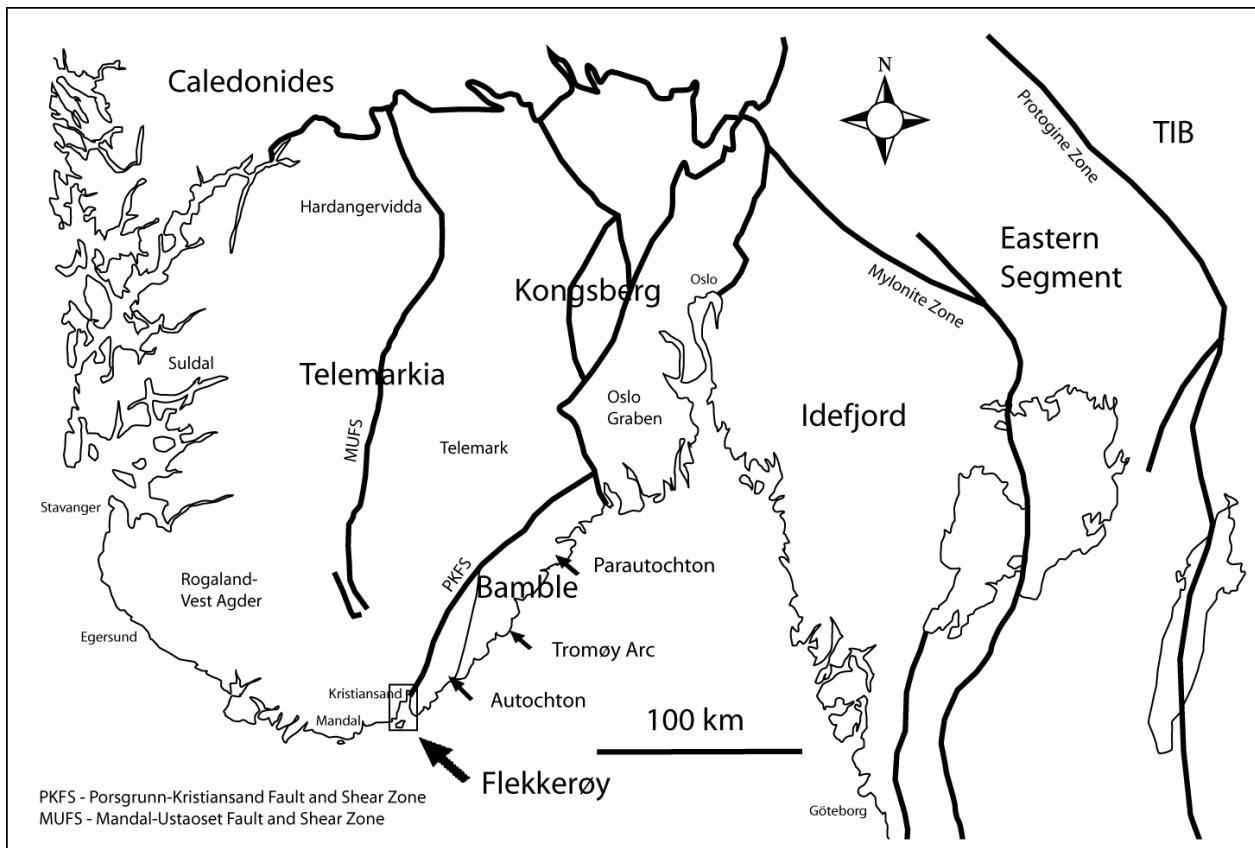 Caledonides
N
Protogine Zone
TIB
Hardangervidda
Eastern
Segment
Kongsberg
Oslo
Mylonite Zone
Suldal
Telemarkia
Oslo
Graben
Idefjord
MUFS
Telemark
Stavanger
PKFS
Parautochton
Rogaland-
Vest Agder
Bamble
Egersund
Tromøy Arc
Kristiansand
Autochton
Mandal
100 km
Flekkerøy
PKFS - Porsgrunn-Kristiansand Fault and Shear Zone
MUFS - Mandal-Ustaoset Fault and Shear Zone
Göteborg